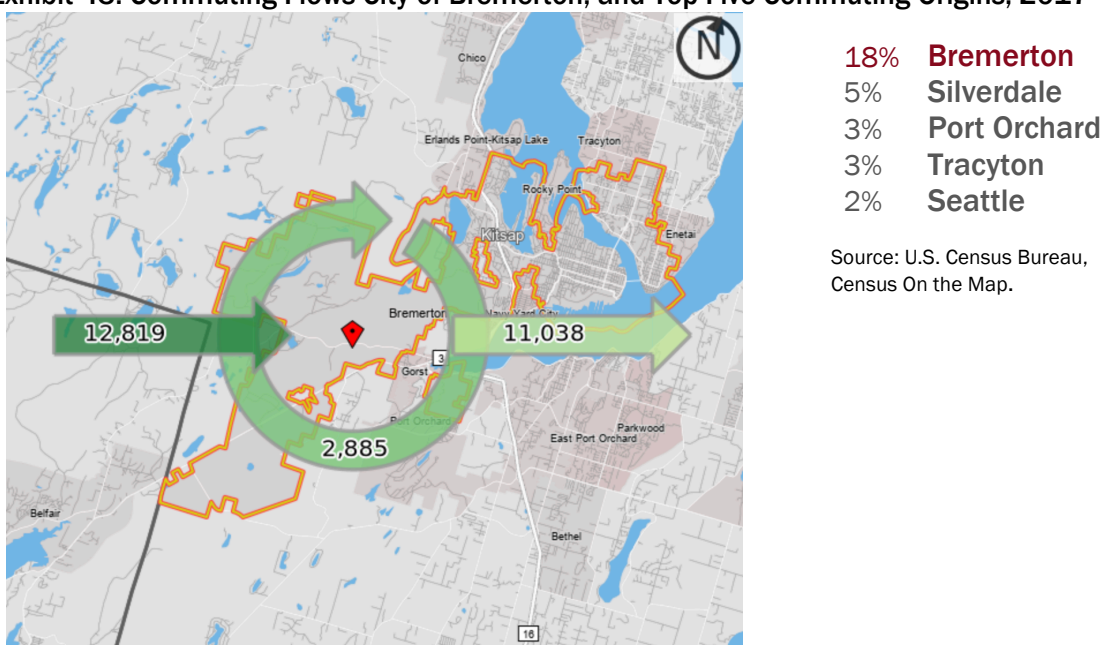 Exhibit 48. Commuting Flows City of Bremerton, and Top Five Commuting Origins, 2017
N
Chico
18% Bremerton
5% Silverdale
3% Port Orchard
3% Tracyton
2% Seattle
Source: U.S. Census Bureau,
Census On the Map.
Erlands Point-Kitsap Lake
Tracyton
Rocky Point
Kitsap
Enetai
Bremerton
Navy Yard City
12,819
11,038
3
Gorst
Port Orchard
Parkwood
East Port Orchard
2,885
Belfair
Bethel
16